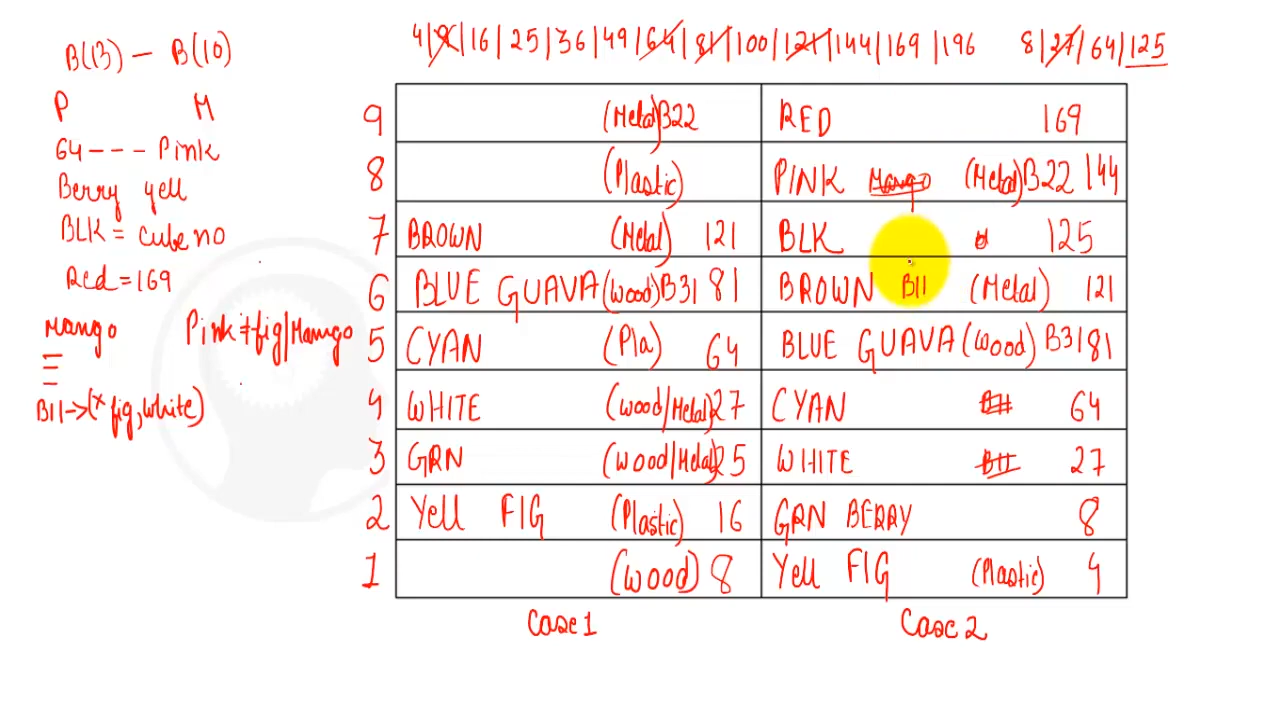 4|8|16|25|36|49|64|81|100|121|144|169|196 8|27|64|125
B(13) - B(10)
P M
64 --- Pink
Berry yell
BLK = cube no
Red = 169
Mango Pink ≠ fig/Mango
B11 -> (x fig, white)
9 (Metal) B22 RED 169
8 (Plastic) PINK Mango (Metal) B22 144
7 BROWN (Metal) 121 BLK 125
6 BLUE GUAVA (wood) B31 81 BROWN B11 (Metal) 121
5 CYAN (Pla) 64 BLUE GUAVA (wood) B31 81
4 WHITE (wood/Metal) 27 CYAN B11 64
3 GRN (wood/Metal) 25 WHITE B11 27
2 Yell FIG (Plastic) 16 GRN BERRY 8
1 (wood) 8 Yell FIG (Plastic) 4
Case 1 Case 2